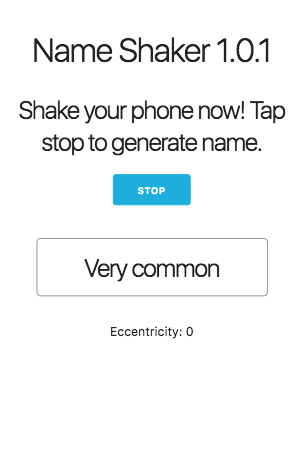 Name Shaker 1.0.1
Shake your phone now! Tap
stop to generate name.
STOP
Very common
Eccentricity: 0